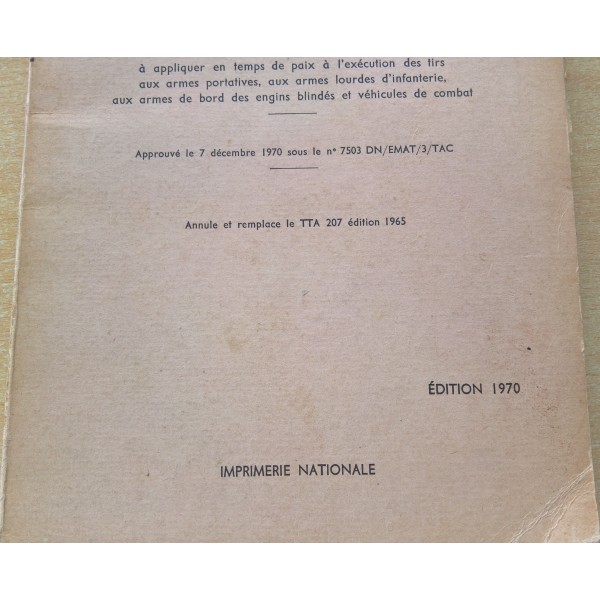 à appliquer en temps de paix à l'exécution des tirs
aux armes portatives, aux armes lourdes d'infanterie,
aux armes de bord des engins blindés et véhicules de combat
Approuvé le 7 décembre 1970 sous le n° 7503 DN/EMAT/3/TAC
Annule et remplace le TTA 207 édition 1965
ÉDITION 1970
IMPRIMERIE NATIONALE